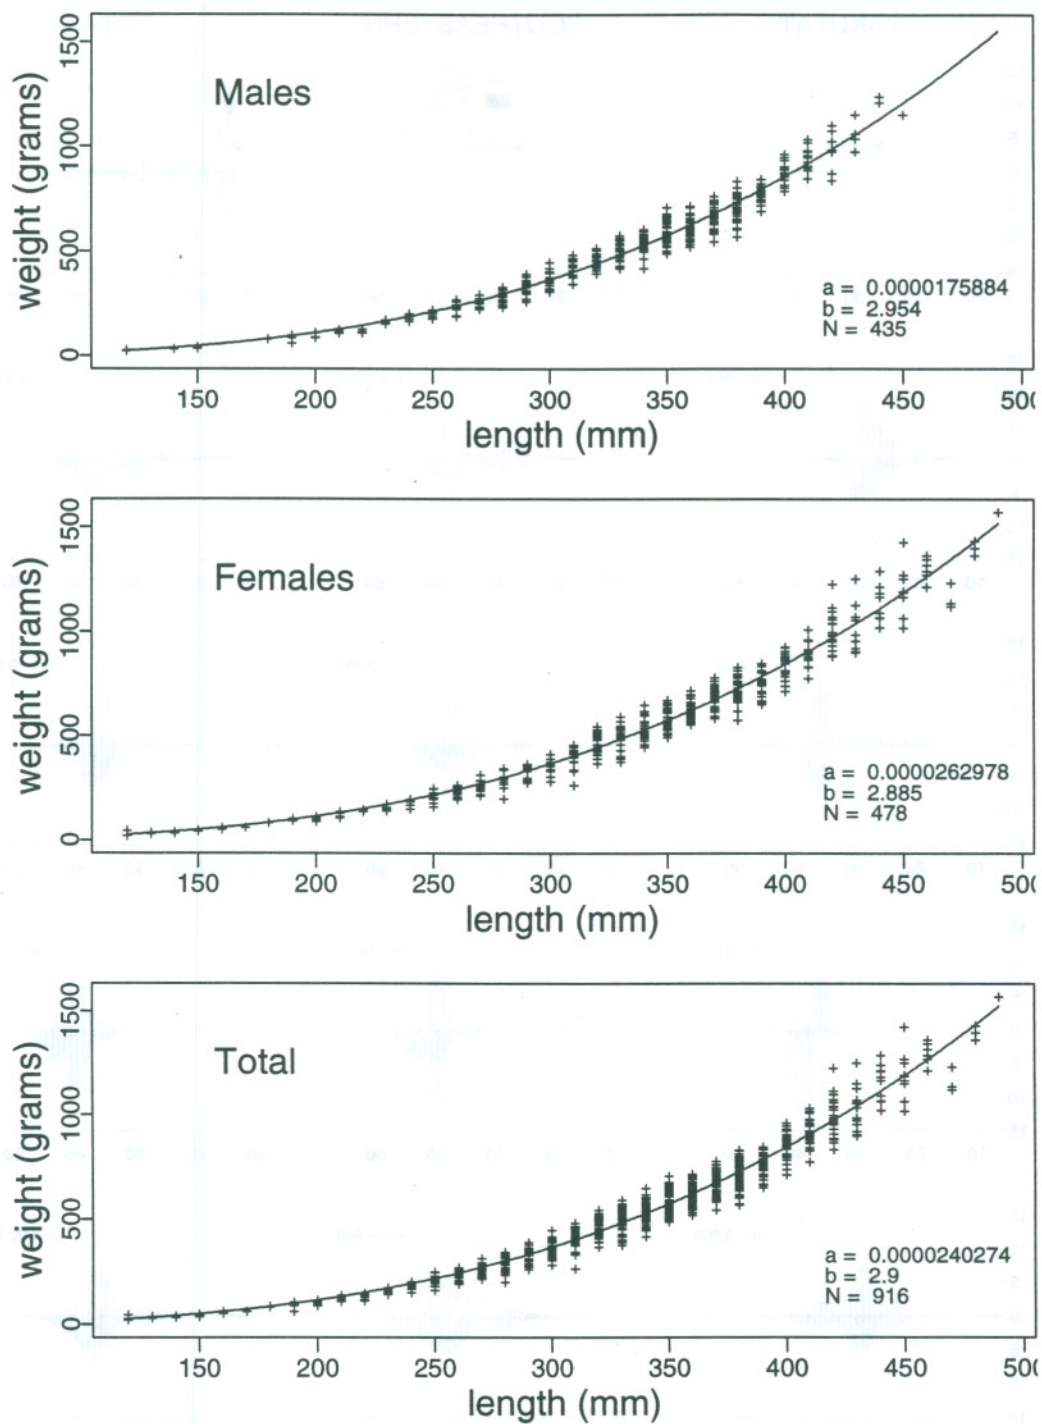 1500
1000
500
0
weight (grams)
Males
a = 0.0000175884
b = 2.954
N = 435
150 200 250 300 350 400 450 500
length (mm)
1500
1000
500
0
weight (grams)
Females
a = 0.0000262978
b = 2.885
N = 478
150 200 250 300 350 400 450 500
length (mm)
1500
1000
500
0
weight (grams)
Total
a = 0.0000240274
b = 2.9
N = 916
150 200 250 300 350 400 450 500
length (mm)